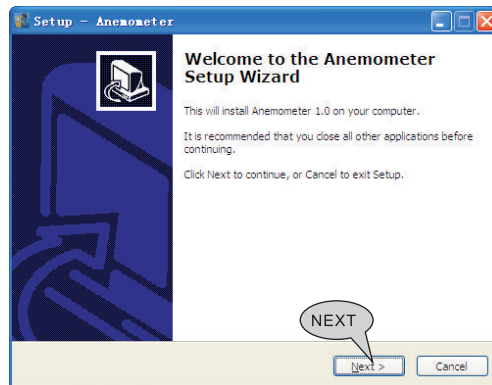 Setup - Anemometer
Welcome to the Anemometer
Setup Wizard
This will install Anemometer 1.0 on your computer.
It is recommended that you close all other applications before
continuing.
Click Next to continue, or Cancel to exit Setup.
NEXT
Next > Cancel